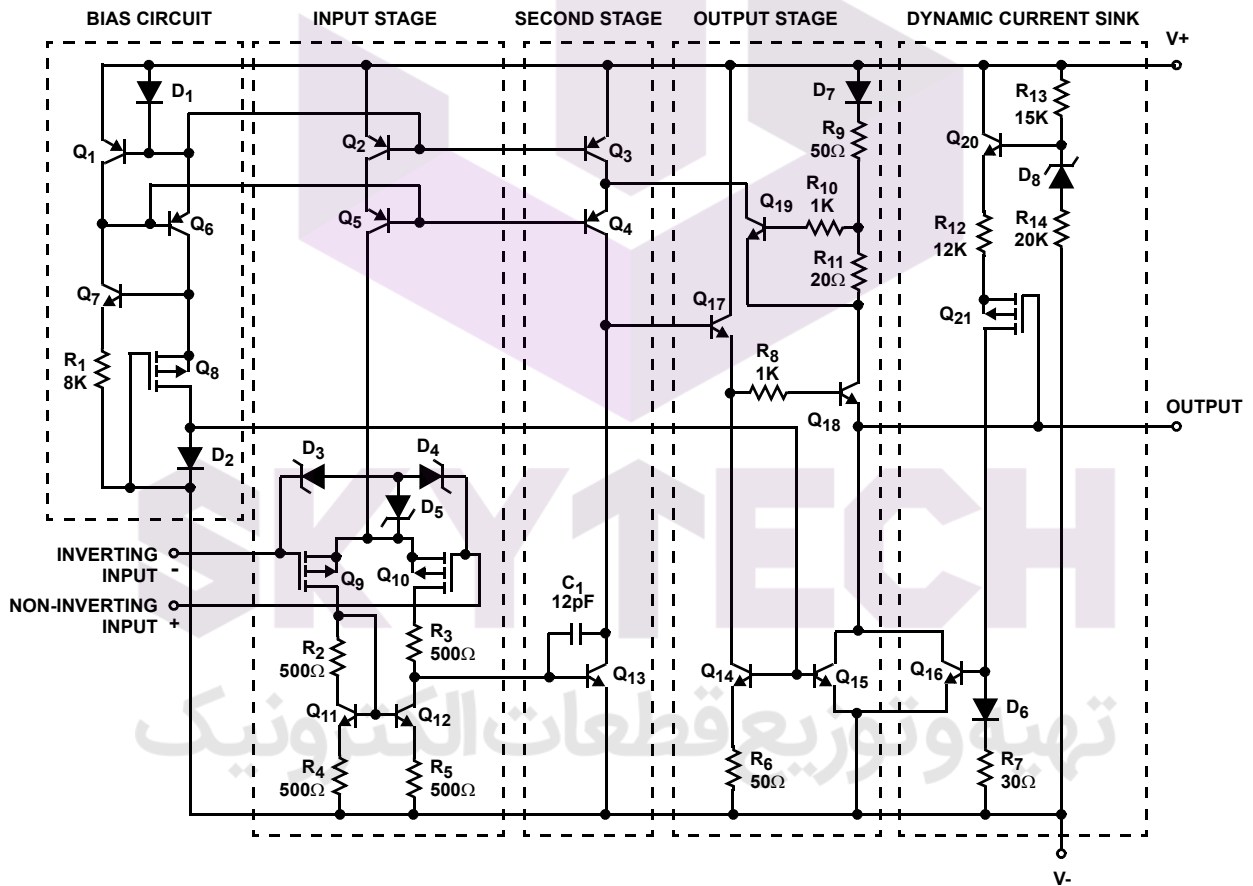 BIAS CIRCUIT
INPUT STAGE
SECOND STAGE
OUTPUT STAGE
DYNAMIC CURRENT SINK
V+
D1
Q1
Q6
Q7
R1
8K
Q8
D2
Q2
Q5
D3
D4
D5
Q9
Q10
INVERTING
INPUT
-
NON-INVERTING
INPUT
+
R2
500Ω
R3
500Ω
Q11
Q12
R4
500Ω
R5
500Ω
Q3
Q4
C1
12pF
Q13
D7
R9
50Ω
Q19
R10
1K
R11
20Ω
Q17
R8
1K
Q18
Q14
Q15
R6
50Ω
R13
15K
Q20
D8
R12
12K
R14
20K
Q21
OUTPUT
Q16
D6
R7
30Ω
V-
SKYTECH
تهیه و توزیع قطعات الکترونیک